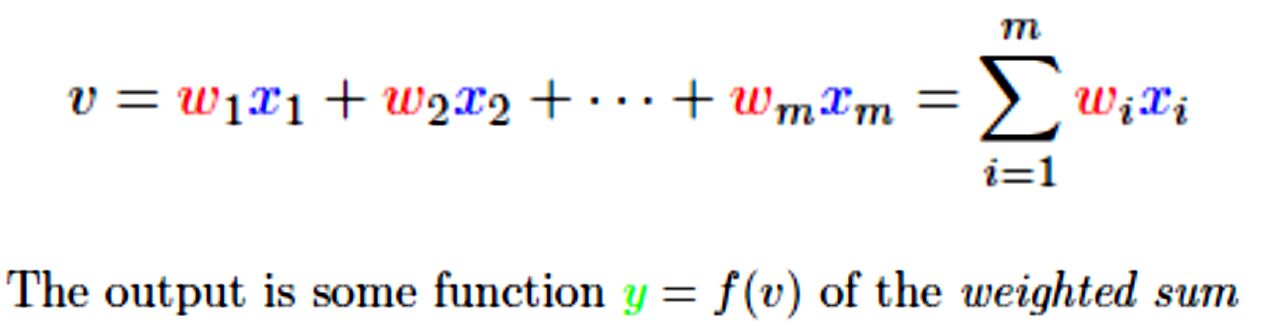 v = w₁x₁ + w₂x₂ + ··· + wₘxₘ = ∑ᵢ₌₁ᵐ wᵢxᵢ
The output is some function y = f(v) of the weighted sum